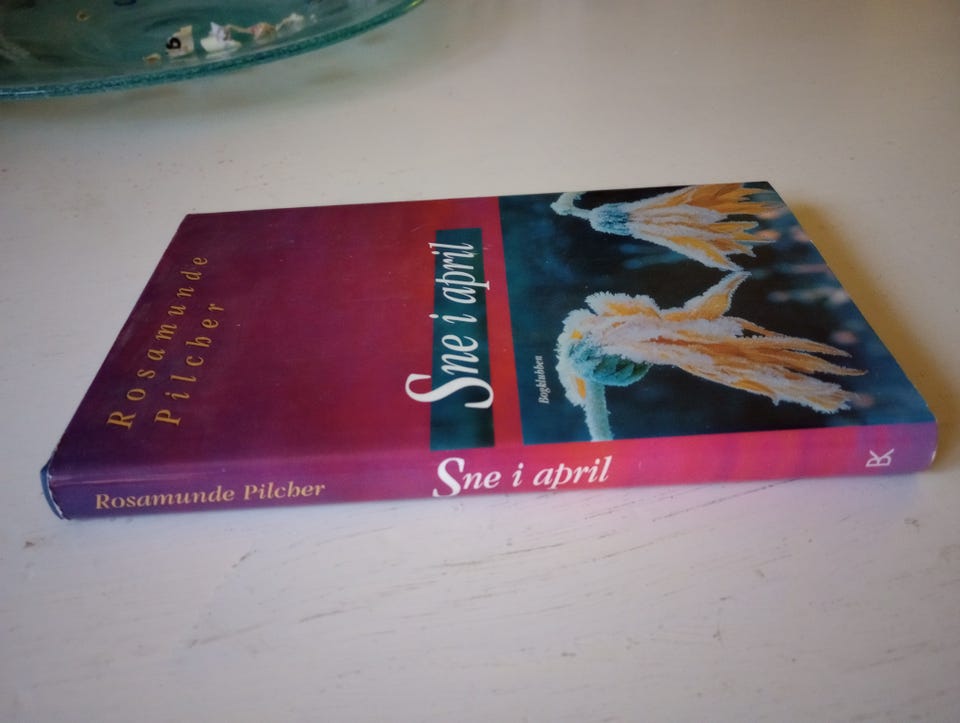 Rosamunde
Pilcher
Sne i april
Bogklubben
Rosamunde Pilcher
Sne i april
BK